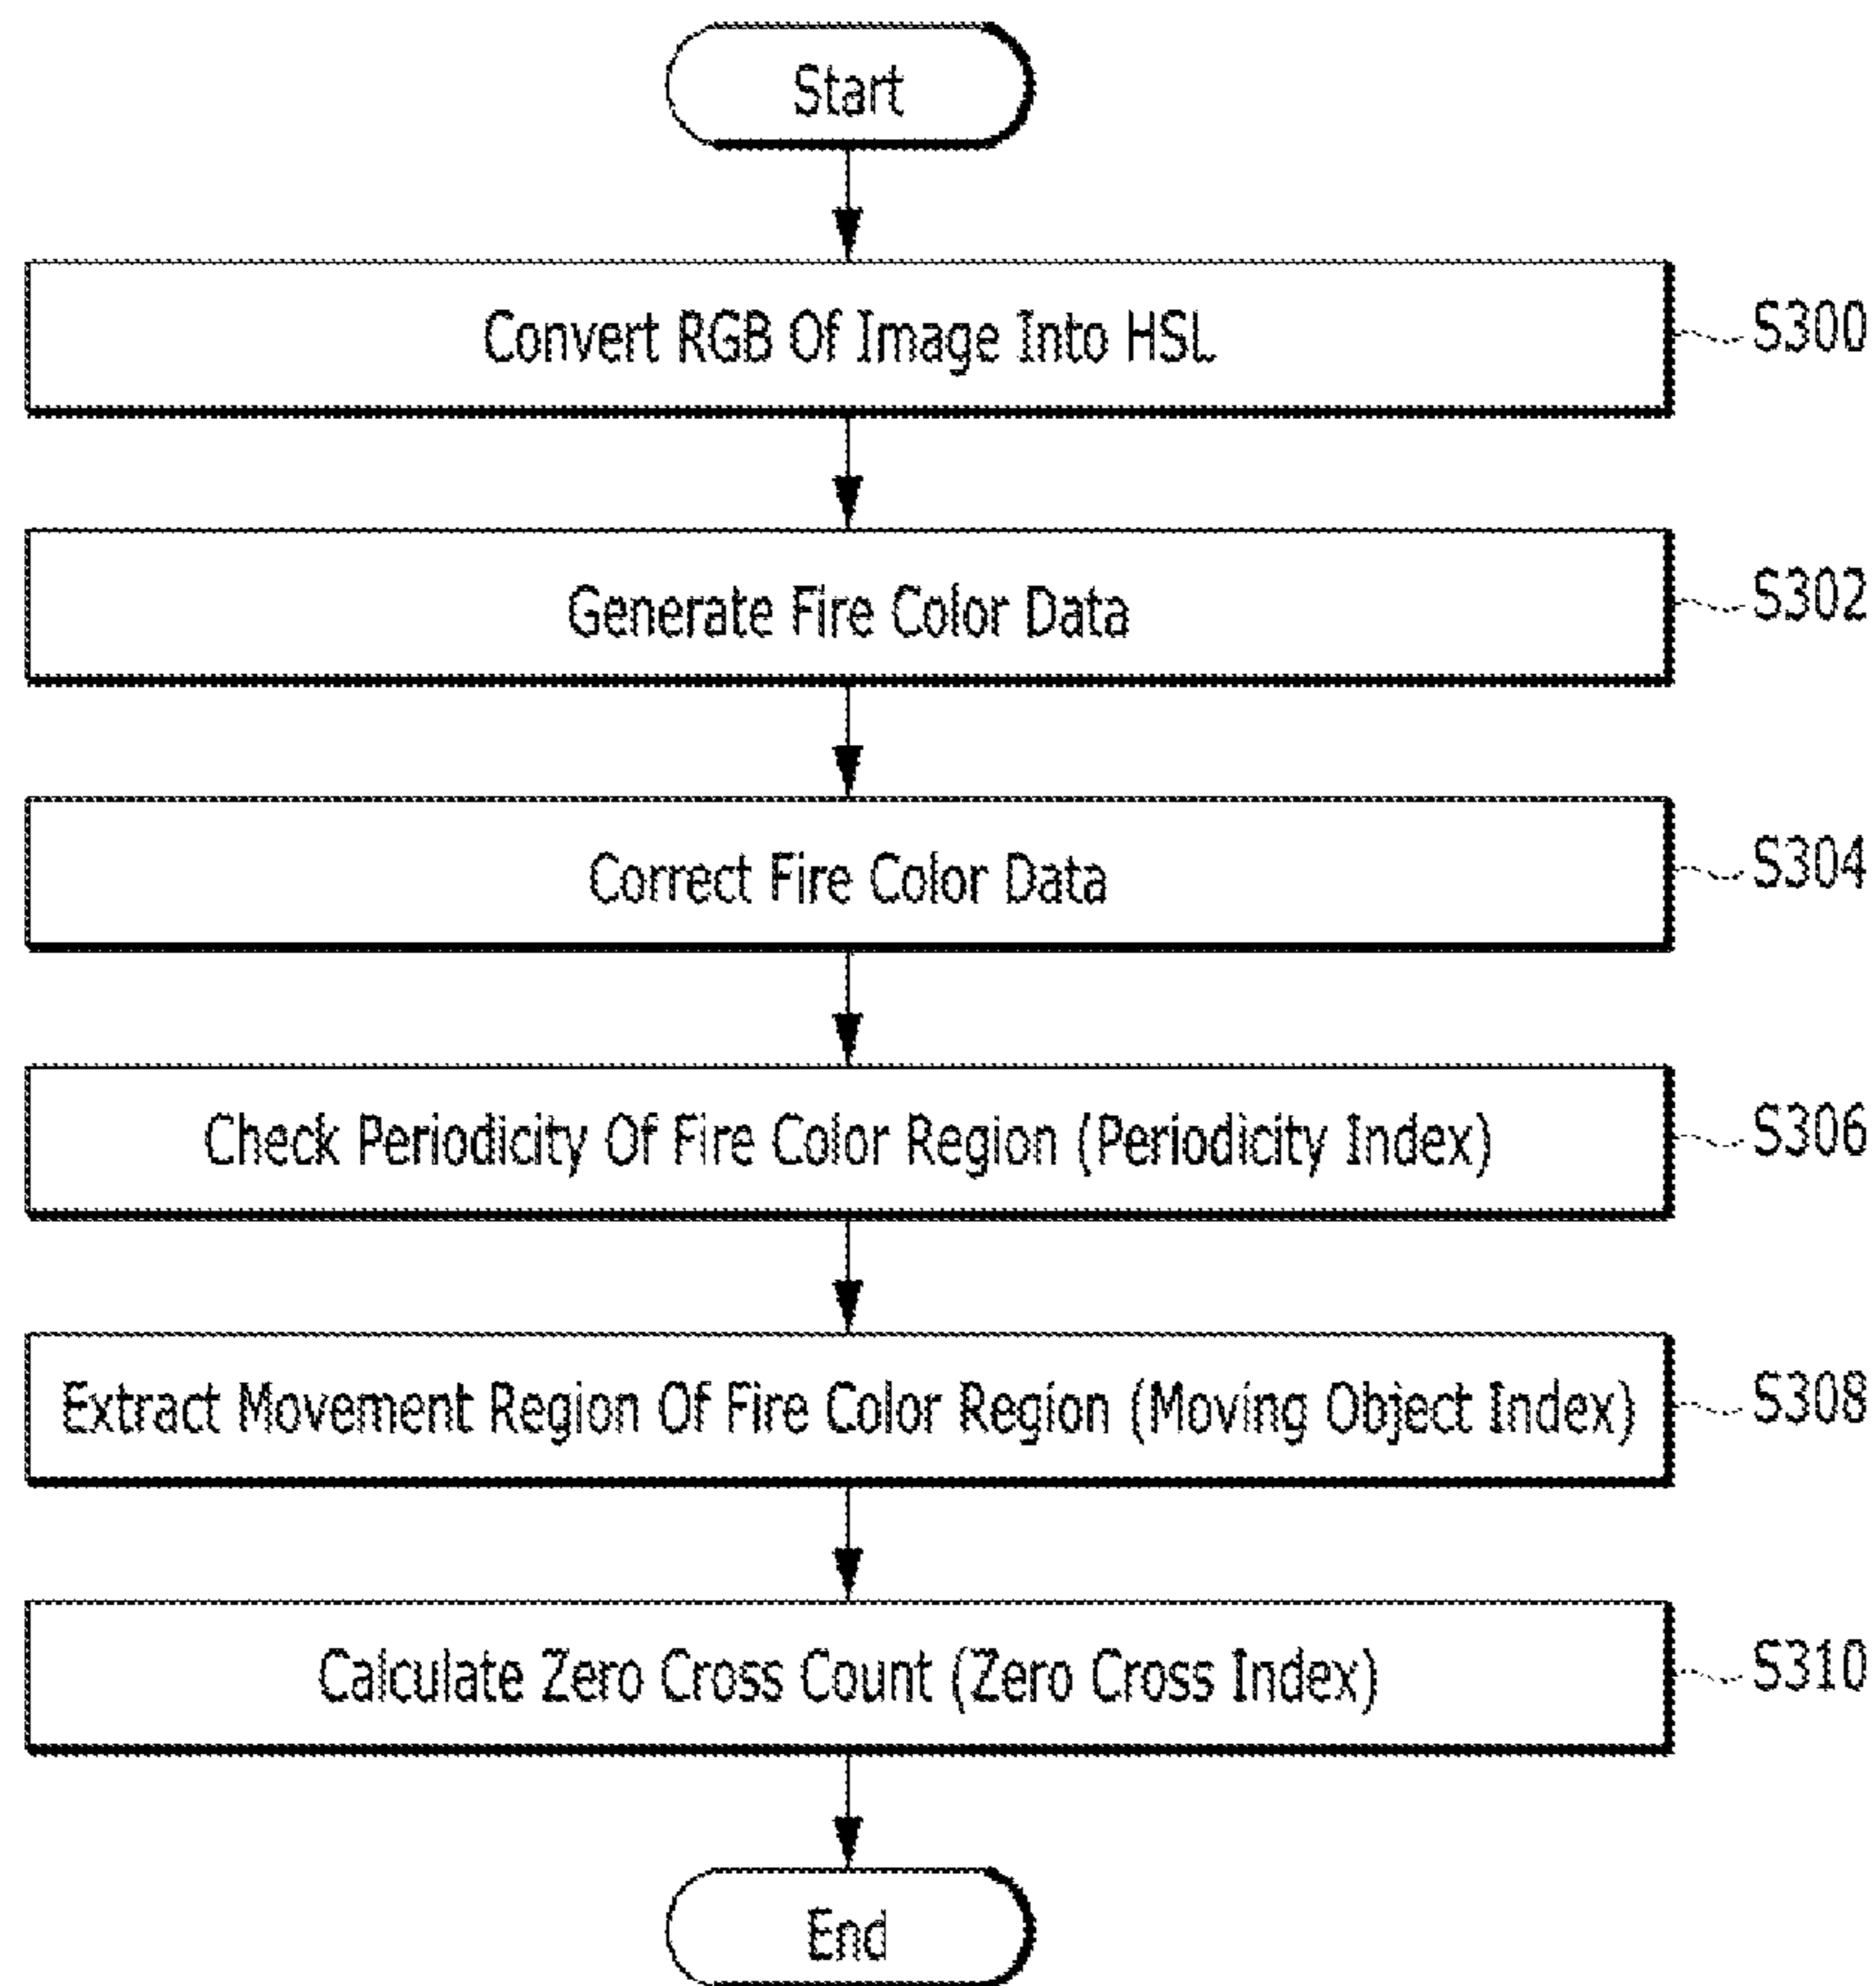 Start
Convert RGB Of Image Into HSL
S300
Generate Fire Color Data
S302
Correct Fire Color Data
S304
Check Periodicity Of Fire Color Region (Periodicity Index)
S306
Extract Movement Region Of Fire Color Region (Moving Object Index)
S308
Calculate Zero Cross Count (Zero Cross Index)
S310
End